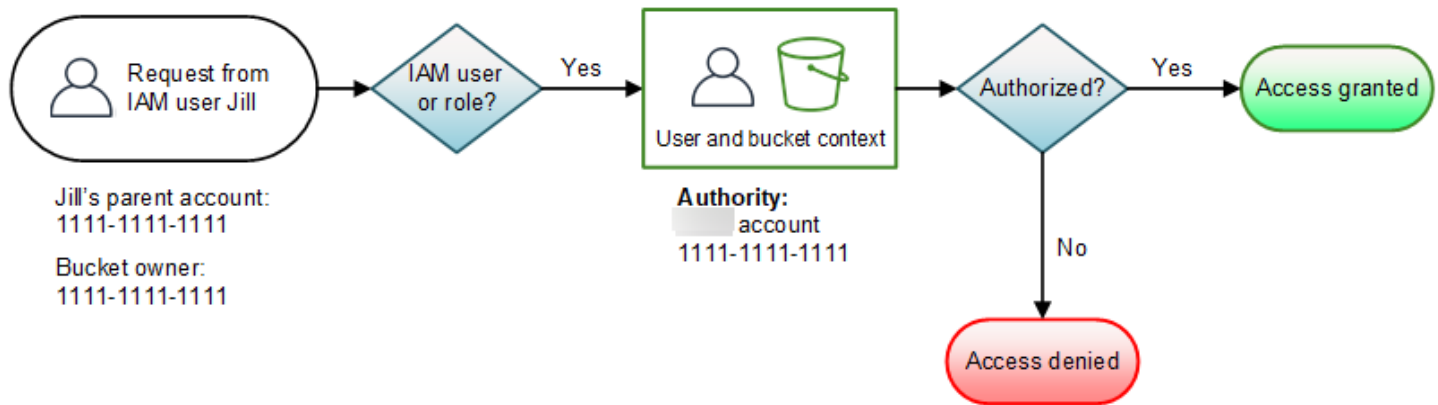 Request from
IAM user Jill
IAM user
or role?
Yes
User and bucket context
Authorized?
Yes
Access granted
Jill's parent account:
1111-1111-1111
Bucket owner:
1111-1111-1111
Authority:
account
1111-1111-1111
No
Access denied